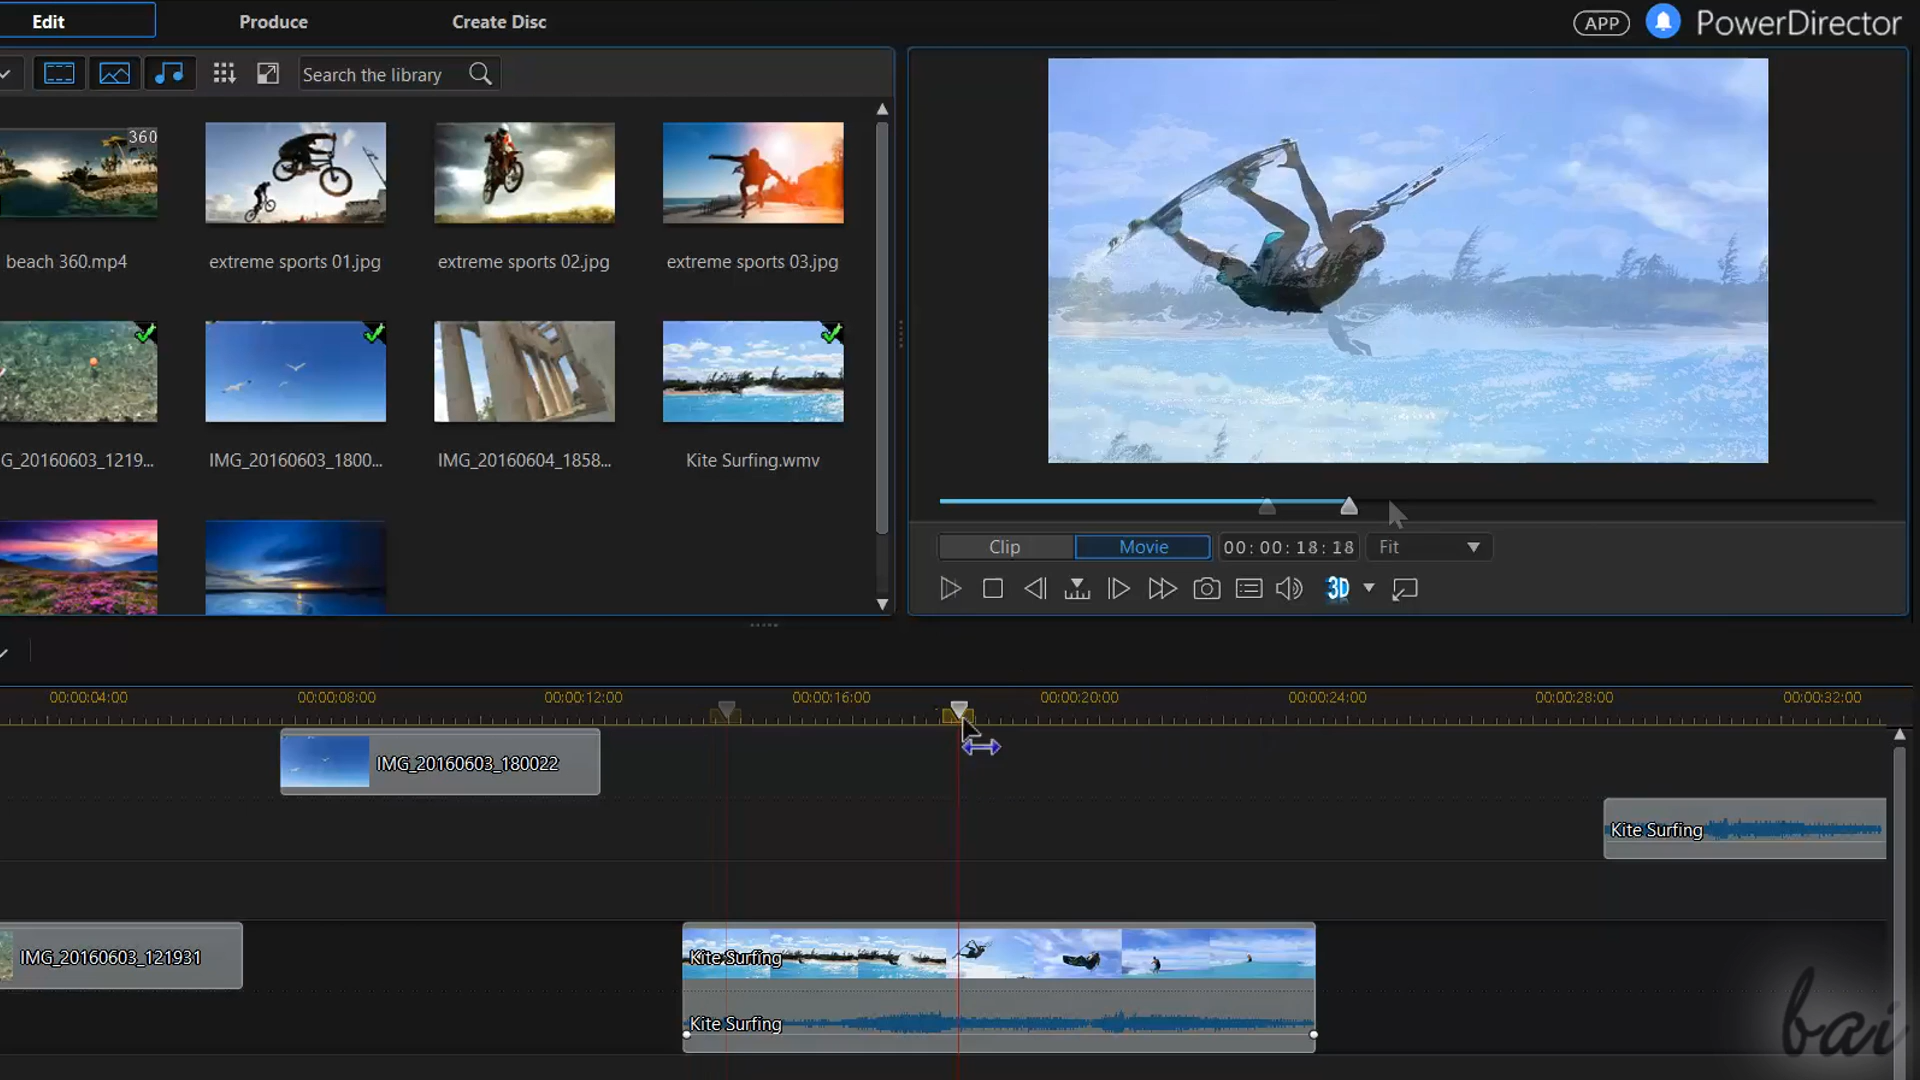 Edit
Produce
Create Disc
APP
PowerDirector
Search the library
360
beach 360.mp4
extreme sports 01.jpg
extreme sports 02.jpg
extreme sports 03.jpg
G_20160603_1219...
IMG_20160603_1800...
IMG_20160604_1858...
Kite Surfing.wmv
Clip
Movie
00:00:18:18
Fit
3D
00:00:04:00
00:00:08:00
00:00:12:00
00:00:16:00
00:00:20:00
00:00:24:00
00:00:28:00
00:00:32:00
IMG_20160603_180022
Kite Surfing
IMG_20160603_121931
Kite Surfing
Kite Surfing
bai